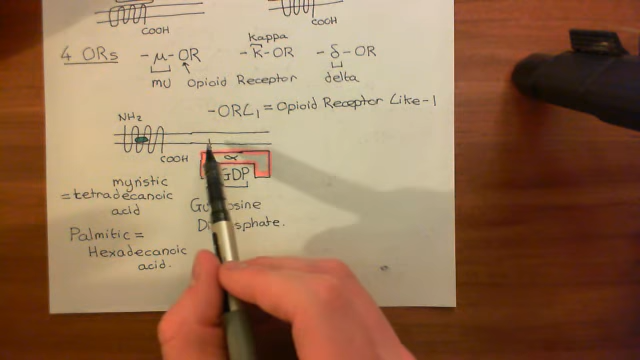 COOH
COOH
4 ORs
-μ-OR
mu
Opioid Receptor
Kappa
-K-OR
-δ-OR
delta
-ORL1 = Opioid Receptor Like-1
NH2
COOH
α
GDP
myristic
=tetradecanoic
acid
Palmitic =
Hexadecanoic
acid.